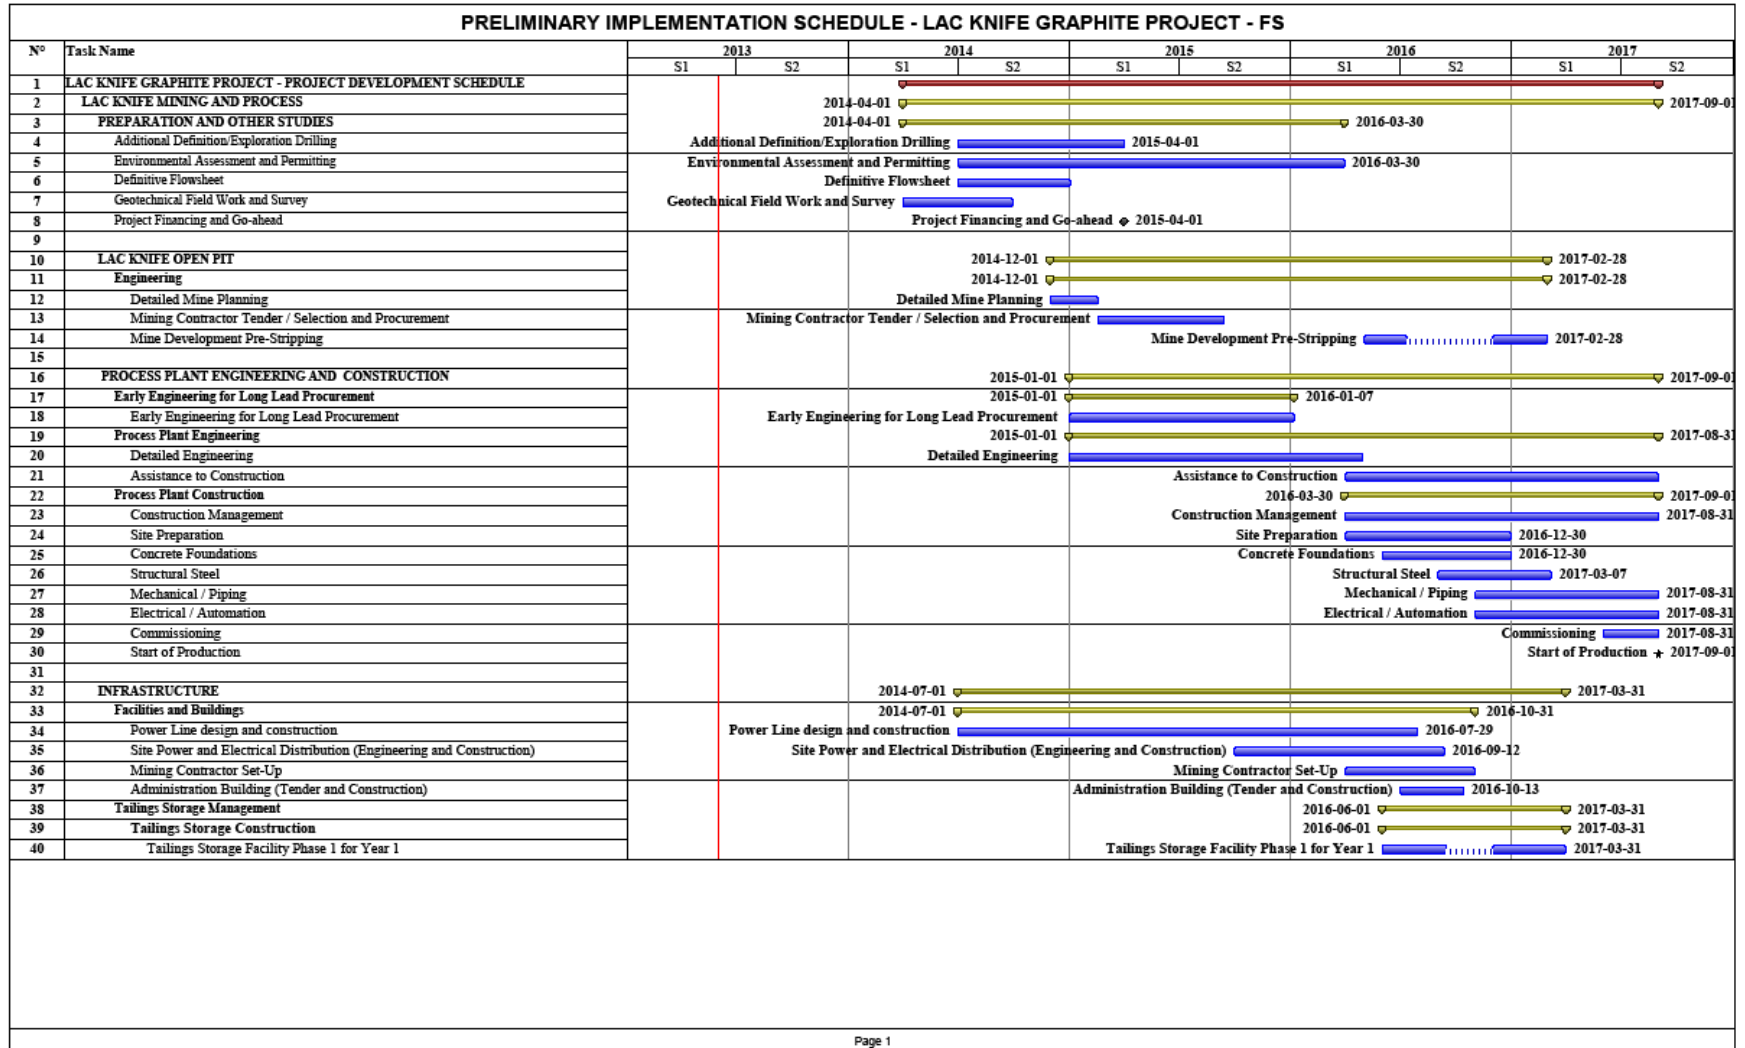 PRELIMINARY IMPLEMENTATION SCHEDULE - LAC KNIFE GRAPHITE PROJECT - FS
N° Task Name 2013 2014 2015 2016 2017
S1 S2 S1 S2 S1 S2 S1 S2 S1 S2
1 LAC KNIFE GRAPHITE PROJECT - PROJECT DEVELOPMENT SCHEDULE
2 LAC KNIFE MINING AND PROCESS 2014-04-01 2017-09-01
3 PREPARATION AND OTHER STUDIES 2014-04-01 2016-03-30
4 Additional Definition/Exploration Drilling Additional Definition/Exploration Drilling 2015-04-01
5 Environmental Assessment and Permitting Environmental Assessment and Permitting 2016-03-30
6 Definitive Flowsheet Definitive Flowsheet
7 Geotechnical Field Work and Survey Geotechnical Field Work and Survey
8 Project Financing and Go-ahead Project Financing and Go-ahead 2015-04-01
9
10 LAC KNIFE OPEN PIT 2014-12-01 2017-02-28
11 Engineering 2014-12-01 2017-02-28
12 Detailed Mine Planning Detailed Mine Planning
13 Mining Contractor Tender / Selection and Procurement Mining Contractor Tender / Selection and Procurement
14 Mine Development Pre-Stripping Mine Development Pre-Stripping 2017-02-28
15
16 PROCESS PLANT ENGINEERING AND CONSTRUCTION 2015-01-01 2017-09-01
17 Early Engineering for Long Lead Procurement 2015-01-01 2016-01-07
18 Early Engineering for Long Lead Procurement Early Engineering for Long Lead Procurement
19 Process Plant Engineering 2015-01-01 2017-08-31
20 Detailed Engineering Detailed Engineering
21 Assistance to Construction Assistance to Construction
22 Process Plant Construction 2016-03-30 2017-09-01
23 Construction Management Construction Management 2017-08-31
24 Site Preparation Site Preparation 2016-12-30
25 Concrete Foundations Concrete Foundations 2016-12-30
26 Structural Steel Structural Steel 2017-03-07
27 Mechanical / Piping Mechanical / Piping 2017-08-31
28 Electrical / Automation Electrical / Automation 2017-08-31
29 Commissioning Commissioning 2017-08-31
30 Start of Production Start of Production 2017-09-01
31
32 INFRASTRUCTURE 2014-07-01 2017-03-31
33 Facilities and Buildings 2014-07-01 2016-10-31
34 Power Line design and construction Power Line design and construction 2016-07-29
35 Site Power and Electrical Distribution (Engineering and Construction) Site Power and Electrical Distribution (Engineering and Construction) 2016-09-12
36 Mining Contractor Set-Up Mining Contractor Set-Up
37 Administration Building (Tender and Construction) Administration Building (Tender and Construction) 2016-10-13
38 Tailings Storage Management 2016-06-01 2017-03-31
39 Tailings Storage Construction 2016-06-01 2017-03-31
40 Tailings Storage Facility Phase 1 for Year 1 Tailings Storage Facility Phase 1 for Year 1 2017-03-31
Page 1